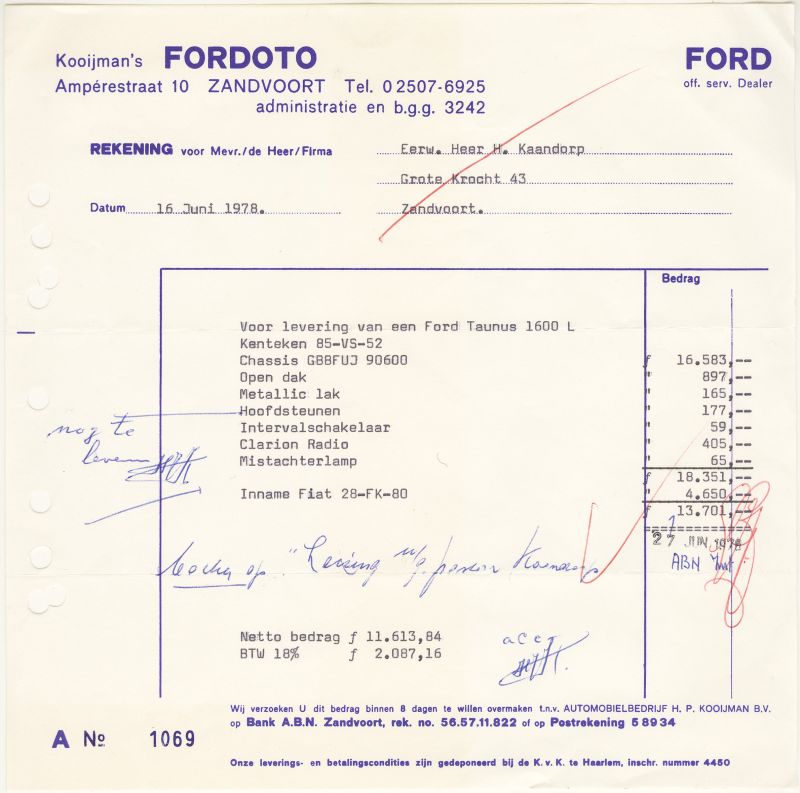 Kooijman's FORDOTO
FORD
Ampérestraat 10 ZANDVOORT Tel. 02507-6925
off. serv. Dealer
administratie en b.g.g. 3242
REKENING voor Mevr./de Heer/Firma
Eerw. Heer H. Kaandorp
Grote Krocht 43
Datum 16 Juni 1978.
Zandvoort.
Bedrag
Voor levering van een Ford Taunus 1600 L
Kenteken 85-VS-52
Chassis GBBFUJ 90600 ƒ 16.583,--
Open dak " 897,--
Metallic lak " 165,--
Hoofdsteunen " 177,--
Intervalschakelaar " 59,--
Clarion Radio " 405,--
Mistachterlamp " 65,--
ƒ 18.351,--
Inname Fiat 28-FK-80 " 4.650,--
ƒ 13.701,--
nog te
leveren
27 JUN 1978
ABN
op "Leasing
Netto bedrag ƒ 11.613,84
BTW 18% ƒ 2.087,16
acc
Wij verzoeken U dit bedrag binnen 8 dagen te willen overmaken t.n.v. AUTOMOBIELBEDRIJF H. P. KOOIJMAN B.V.
op Bank A.B.N. Zandvoort, rek. no. 56.57.11.822 of op Postrekening 58934
A No 1069
Onze leverings- en betalingscondities zijn gedeponeerd bij de K. v. K. te Haarlem, inschr. nummer 4450